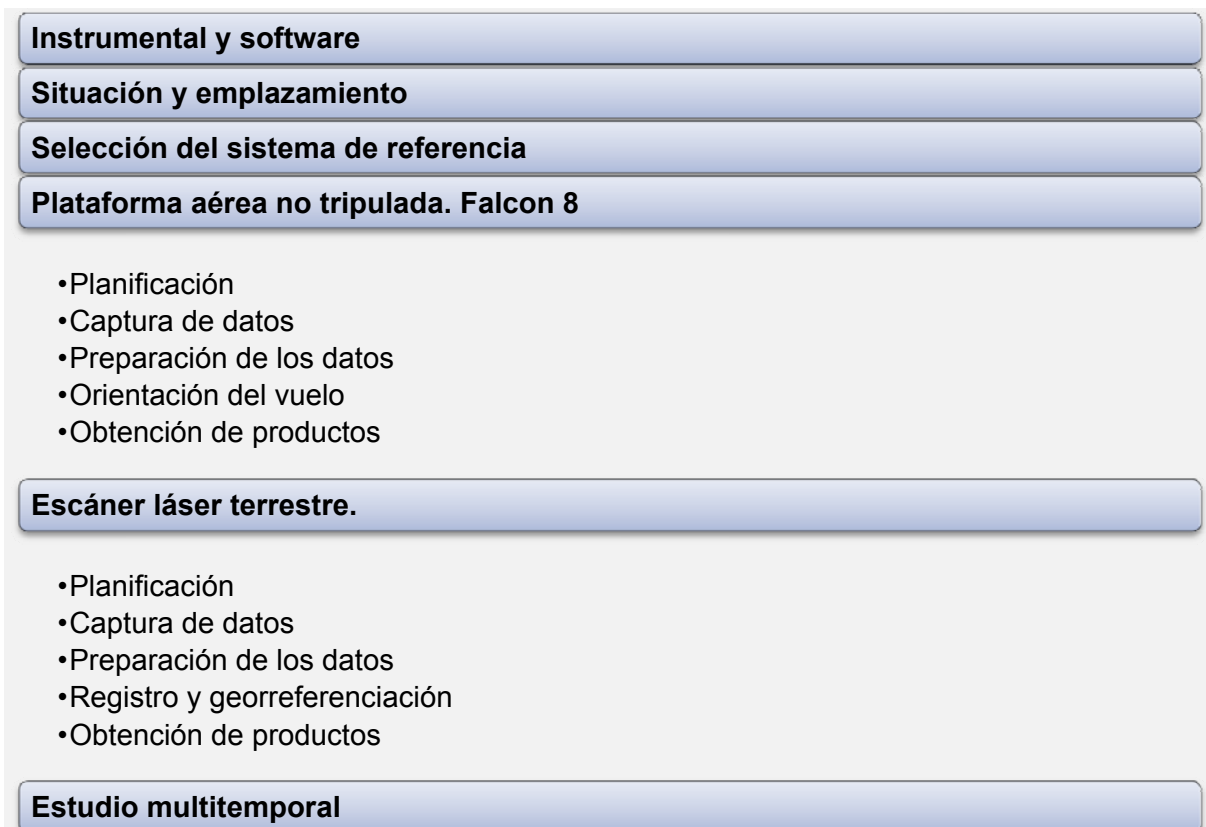 Instrumental y software
Situación y emplazamiento
Selección del sistema de referencia
Plataforma aérea no tripulada. Falcon 8
•Planificación
•Captura de datos
•Preparación de los datos
•Orientación del vuelo
•Obtención de productos
Escáner láser terrestre.
•Planificación
•Captura de datos
•Preparación de los datos
•Registro y georreferenciación
•Obtención de productos
Estudio multitemporal